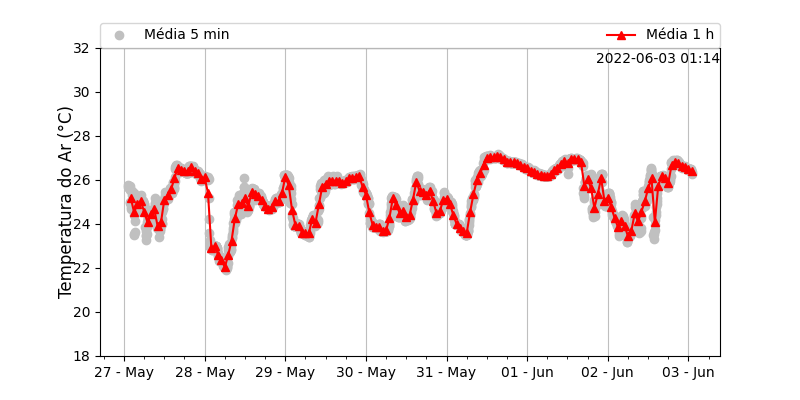 Média 5 min
Média 1 h
2022-06-03 01:14
Temperatura do Ar (°C)
32
30
28
26
24
22
20
18
27 - May
28 - May
29 - May
30 - May
31 - May
01 - Jun
02 - Jun
03 - Jun